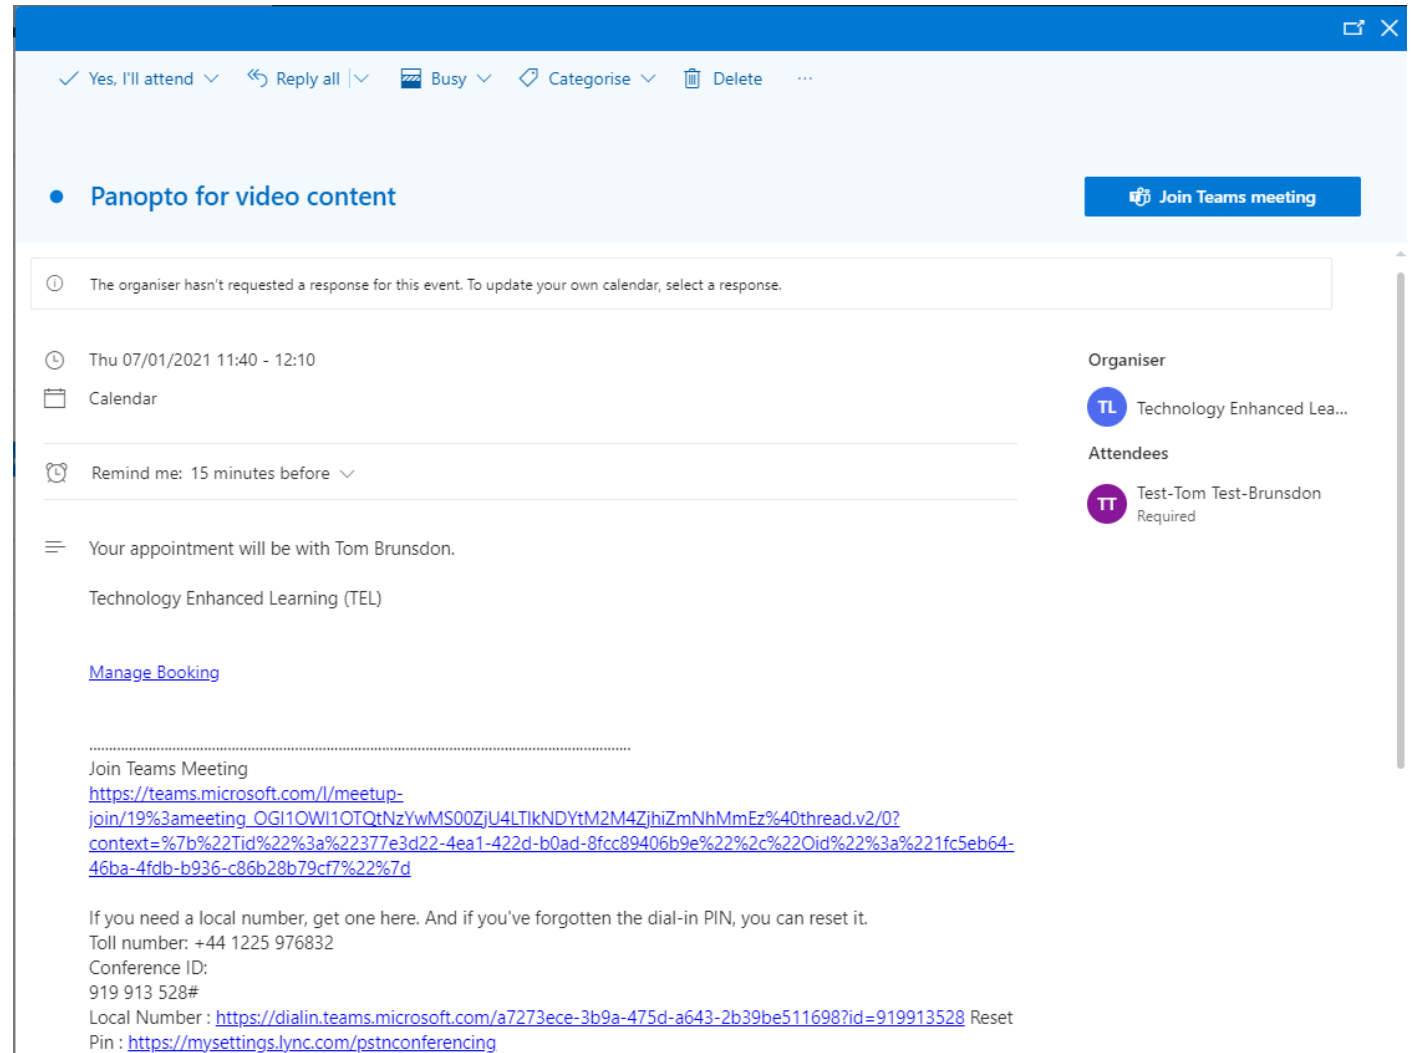 Yes, I'll attend Reply all Busy Categorise Delete ...
Panopto for video content
Join Teams meeting
The organiser hasn't requested a response for this event. To update your own calendar, select a response.
Thu 07/01/2021 11:40 - 12:10
Calendar
Remind me: 15 minutes before
Organiser
TL Technology Enhanced Lea...
Attendees
TT Test-Tom Test-Brunsdon
Required
Your appointment will be with Tom Brunsdon.
Technology Enhanced Learning (TEL)
Manage Booking
Join Teams Meeting
https://teams.microsoft.com/l/meetup-
join/19%3ameeting_OGI1OWI1OTQtNzYwMS00ZjU4LTlkNDYtM2M4ZjhiZmNhMmEz%40thread.v2/0?
context=%7b%22Tid%22%3a%22377e3d22-4ea1-422d-b0ad-8fcc89406b9e%22%2c%22Oid%22%3a%221fc5eb64-
46ba-4fdb-b936-c86b28b79cf7%22%7d
If you need a local number, get one here. And if you've forgotten the dial-in PIN, you can reset it.
Toll number: +44 1225 976832
Conference ID:
919 913 528#
Local Number : https://dialin.teams.microsoft.com/a7273ece-3b9a-475d-a643-2b39be511698?id=919913528 Reset
Pin : https://mysettings.lync.com/pstnconferencing